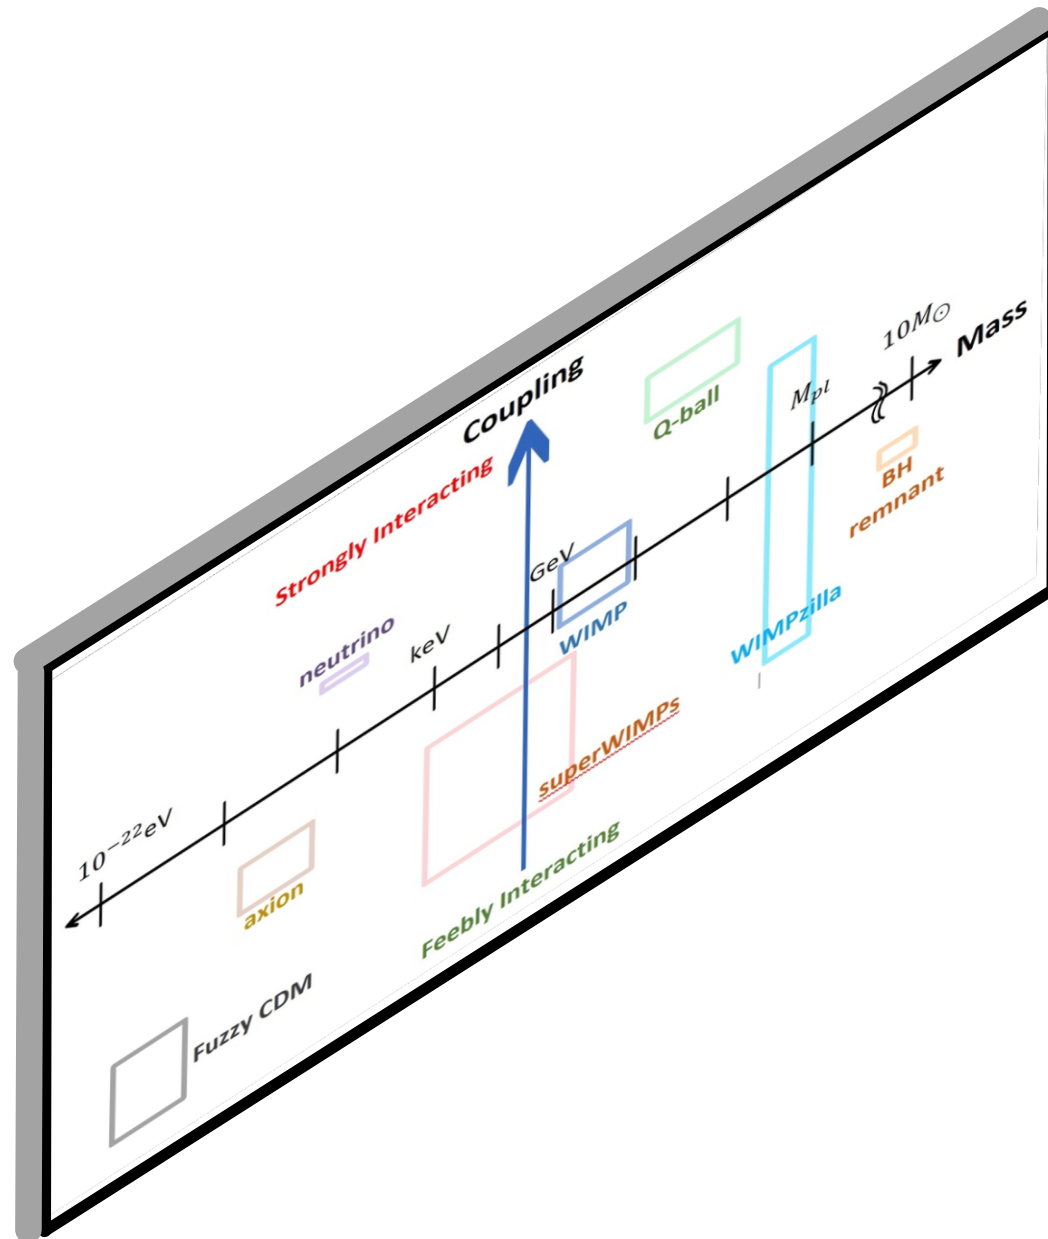 10M☉
Mass
Coupling
M_pl
Q-ball
Strongly Interacting
BH
remnant
GeV
WIMP
WIMPzilla
neutrino
keV
superWIMPs
10⁻²²eV
axion
Feebly Interacting
Fuzzy CDM